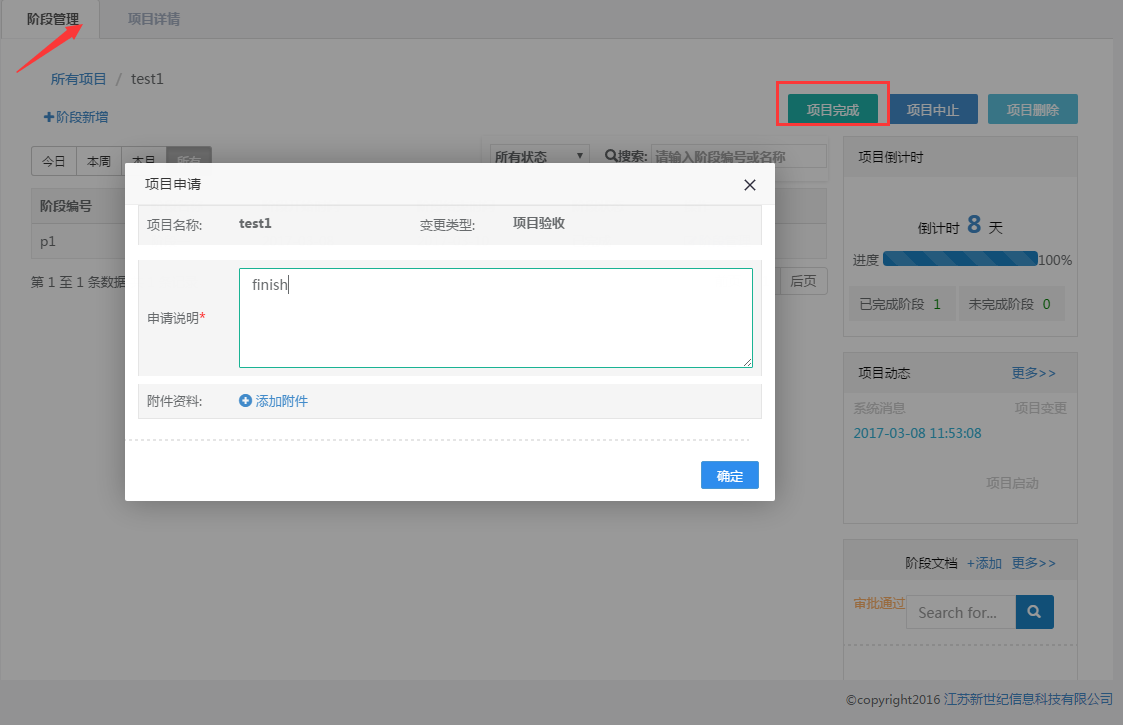 阶段管理 项目详情
所有项目 / test1
阶段新增
项目完成 项目中止 项目删除
今日 本周 本月 所有
所有状态 搜索: 请输入阶段编号或名称
阶段编号
p1
第 1 至 1 条数据
后页
项目申请
项目名称: test1 变更类型: 项目验收
申请说明* finish
附件资料: 添加附件
确定
项目倒计时
倒计时 8 天
进度 100%
已完成阶段 1 未完成阶段 0
项目动态 更多>>
系统消息 项目变更
2017-03-08 11:53:08
项目启动
阶段文档 +添加 更多>>
审批通过 Search for...
©copyright2016 江苏新世纪信息科技有限公司